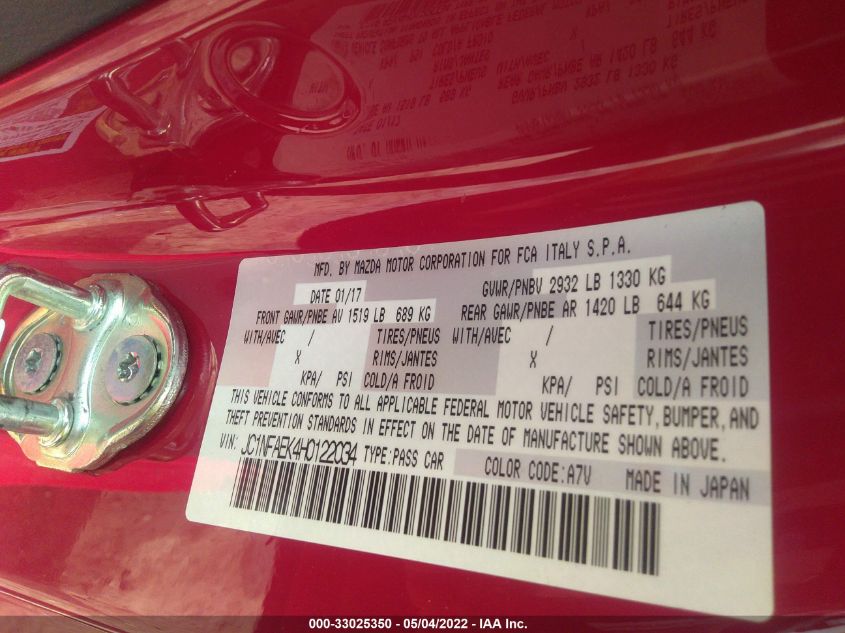 MFD. BY MAZDA MOTOR CORPORATION FOR FCA ITALY S.P.A.
DATE 01/17 GVWR/PNBV 2932 LB 1330 KG
FRONT GAWR/PNBE AV 1519 LB 689 KG REAR GAWR/PNBE AR 1420 LB 644 KG
WITH/AVEC / TIRES/PNEUS WITH/AVEC / TIRES/PNEUS
X RIMS/JANTES X RIMS/JANTES
KPA/ PSI COLD/A FROID KPA/ PSI COLD/A FROID
THIS VEHICLE CONFORMS TO ALL APPLICABLE FEDERAL MOTOR VEHICLE SAFETY, BUMPER, AND
THEFT PREVENTION STANDARDS IN EFFECT ON THE DATE OF MANUFACTURE SHOWN ABOVE.
VIN: JC1NFAEK4H0122034 TYPE:PASS CAR COLOR CODE:A7V MADE IN JAPAN
000-33025350 - 05/04/2022 - IAA Inc.